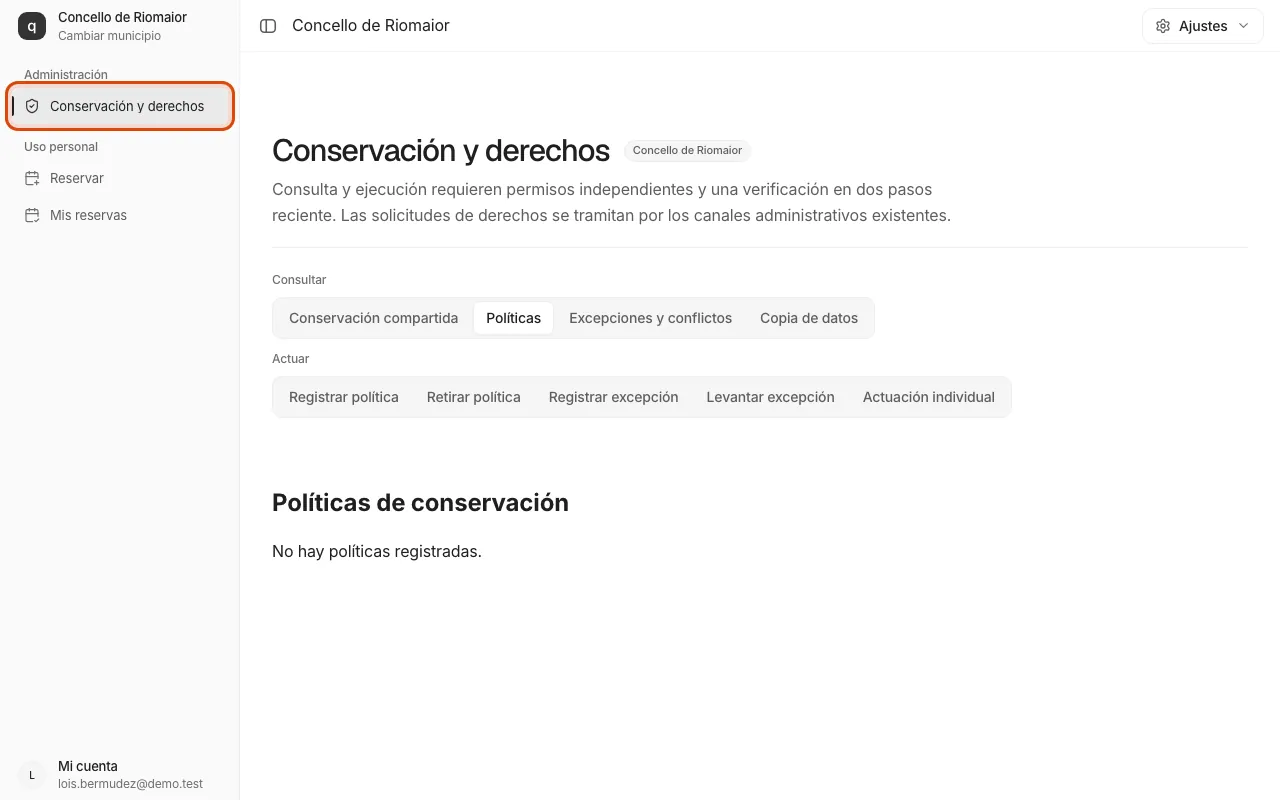 q
Concello de Riomaior
Cambiar municipio
Concello de Riomaior
Ajustes
Administración
Conservación y derechos
Uso personal
Reservar
Mis reservas
Conservación y derechos
Concello de Riomaior
Consulta y ejecución requieren permisos independientes y una verificación en dos pasos
reciente. Las solicitudes de derechos se tramitan por los canales administrativos existentes.
Consultar
Conservación compartida Políticas Excepciones y conflictos Copia de datos
Actuar
Registrar política Retirar política Registrar excepción Levantar excepción Actuación individual
Políticas de conservación
No hay políticas registradas.
L
Mi cuenta
lois.bermudez@demo.test